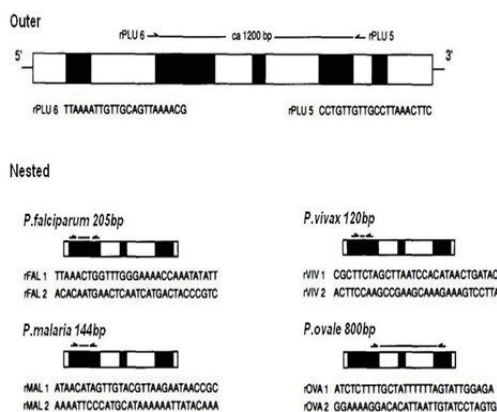 Outer
rPLU 6 ca 1200 bp rPLU 5
5' 3'
rPLU 6 TTAAAATTGTTGCAGTTAAAACG rPLU 5 CCTGTTGTTGCCTTAAACTTC
Nested
P.falciparum 205bp P.vivax 120bp
rFAL 1 TTAAACTGGTTTGGGAAAACCAAATATATT rVIV 1 CGCTTCTAGCTTAATCCACATAACTGATAC
rFAL 2 ACACAATGAACTCAATCATGACTACCCGTC rVIV 2 ACTTCCAAGCCGAAGCAAAGAAAGTCCTTA
P.malaria 144bp P.ovale 800bp
rMAL 1 ATAACATAGTTGTACGTTAAGAATAACCGC rOVA 1 ATCTCTTTTGCTATTTTTTAGTATTGGAGA
rMAL 2 AAAATTCCCATGCATAAAAAATTATACAAA rOVA 2 GGAAAAGGACACATTAATTGTATCCTAGTG